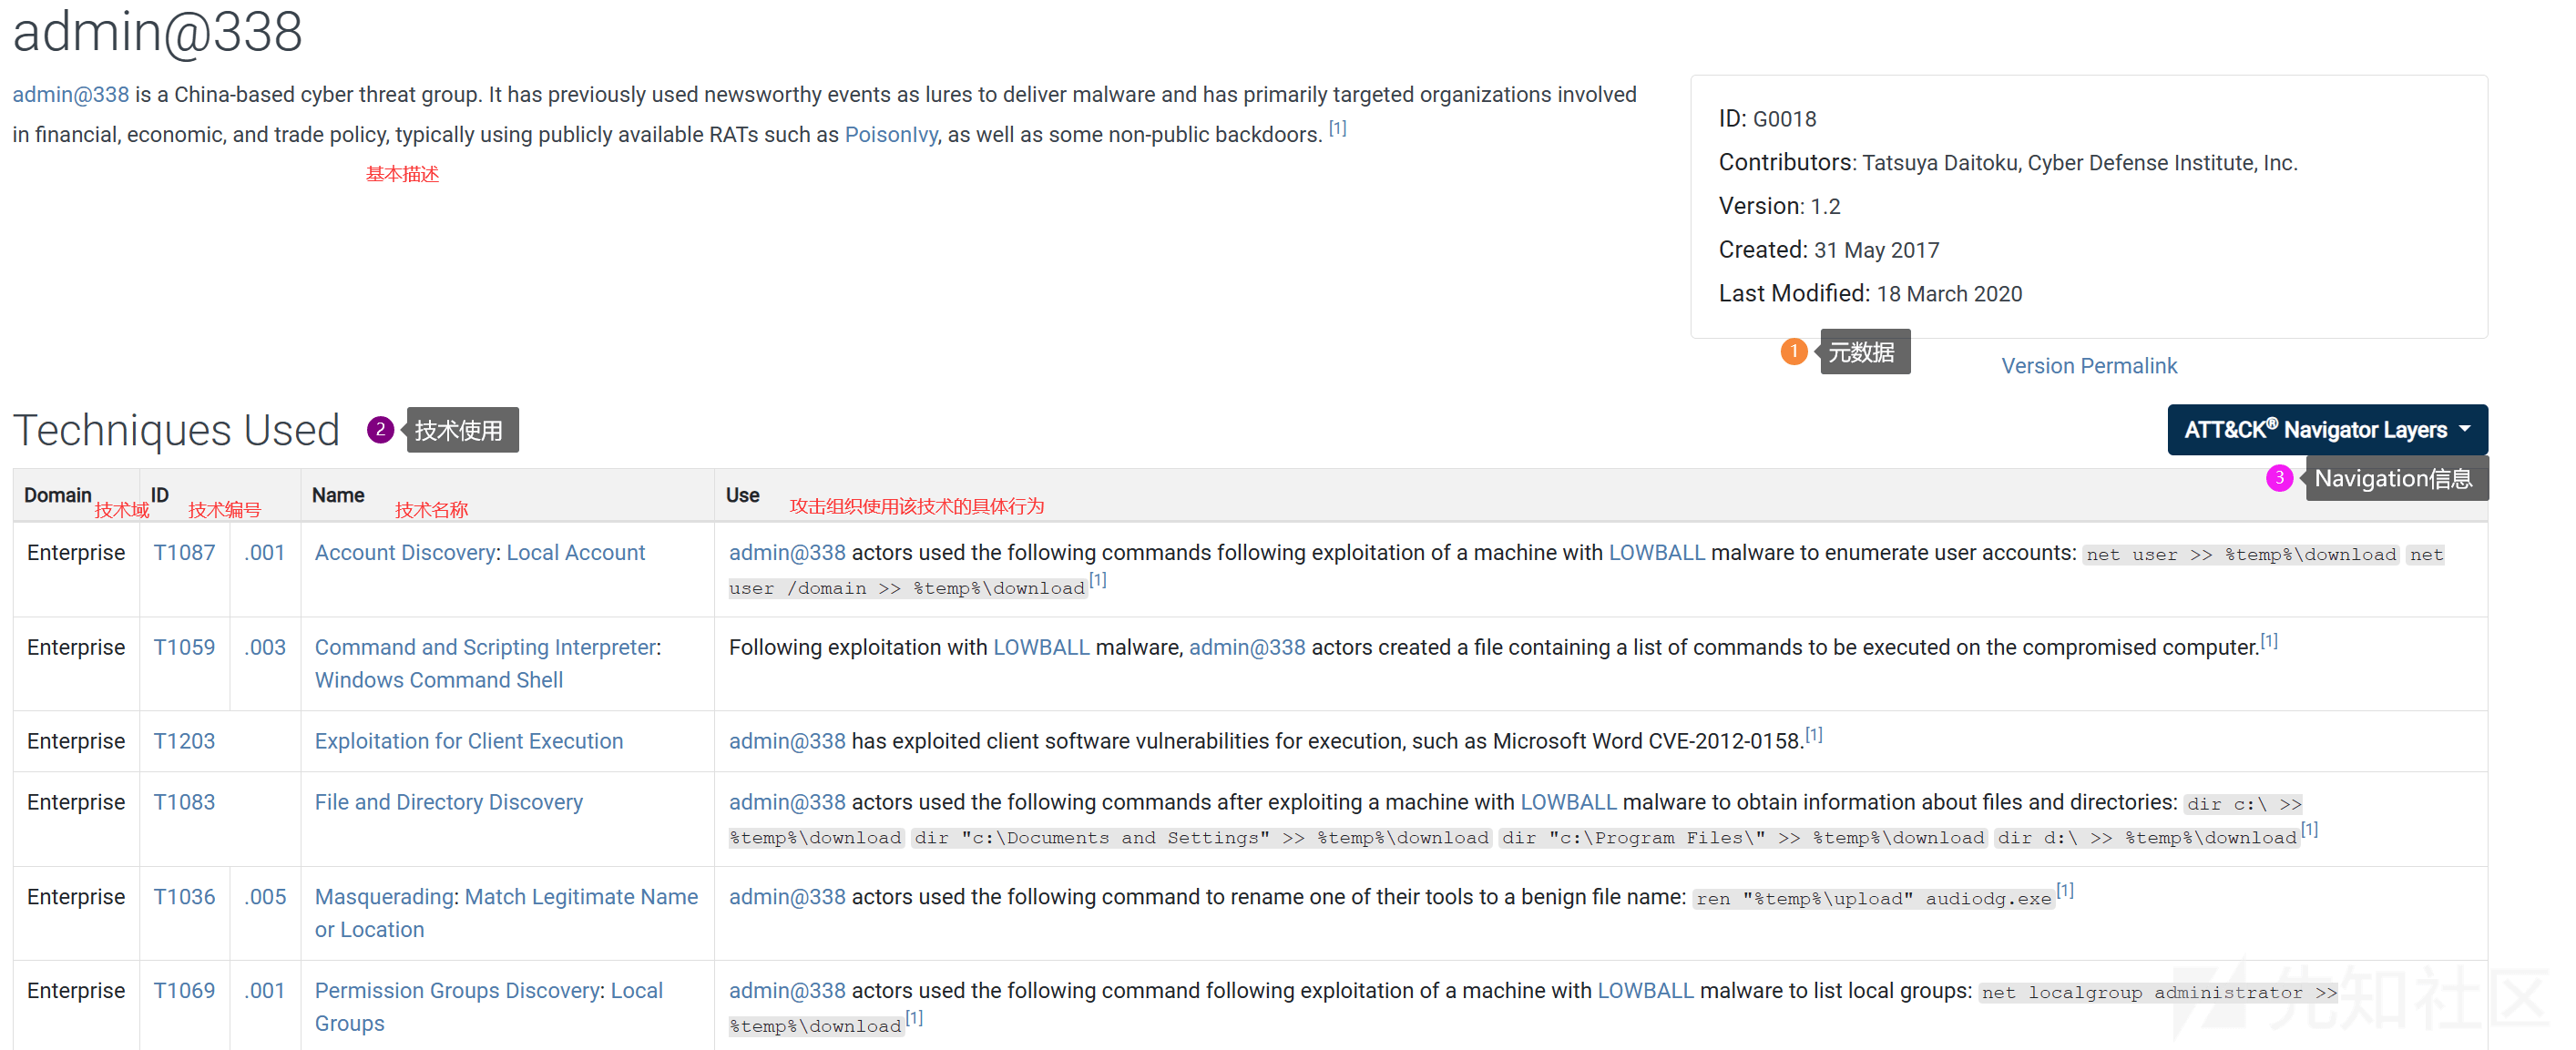 admin@338
admin@338 is a China-based cyber threat group. It has previously used newsworthy events as lures to deliver malware and has primarily targeted organizations involved
in financial, economic, and trade policy, typically using publicly available RATs such as PoisonIvy, as well as some non-public backdoors. [1]
基本描述
ID: G0018
Contributors: Tatsuya Daitoku, Cyber Defense Institute, Inc.
Version: 1.2
Created: 31 May 2017
Last Modified: 18 March 2020
1 元数据
Version Permalink
Techniques Used 2 技术使用
ATT&CK® Navigator Layers
3 Navigation信息
Domain 技术域 ID 技术编号 Name 技术名称 Use 攻击组织使用该技术的具体行为
Enterprise T1087 .001 Account Discovery: Local Account admin@338 actors used the following commands following exploitation of a machine with LOWBALL malware to enumerate user accounts: net user >> %temp%\download net
user /domain >> %temp%\download[1]
Enterprise T1059 .003 Command and Scripting Interpreter: Following exploitation with LOWBALL malware, admin@338 actors created a file containing a list of commands to be executed on the compromised computer.[1]
Windows Command Shell
Enterprise T1203 Exploitation for Client Execution admin@338 has exploited client software vulnerabilities for execution, such as Microsoft Word CVE-2012-0158.[1]
Enterprise T1083 File and Directory Discovery admin@338 actors used the following commands after exploiting a machine with LOWBALL malware to obtain information about files and directories: dir c:\ >>
%temp%\download dir "c:\Documents and Settings" >> %temp%\download dir "c:\Program Files\" >> %temp%\download dir d:\ >> %temp%\download[1]
Enterprise T1036 .005 Masquerading: Match Legitimate Name admin@338 actors used the following command to rename one of their tools to a benign file name: ren "%temp%\upload" audiodg.exe[1]
or Location
Enterprise T1069 .001 Permission Groups Discovery: Local admin@338 actors used the following command following exploitation of a machine with LOWBALL malware to list local groups: net localgroup administrator >>
Groups %temp%\download[1]
先知社区